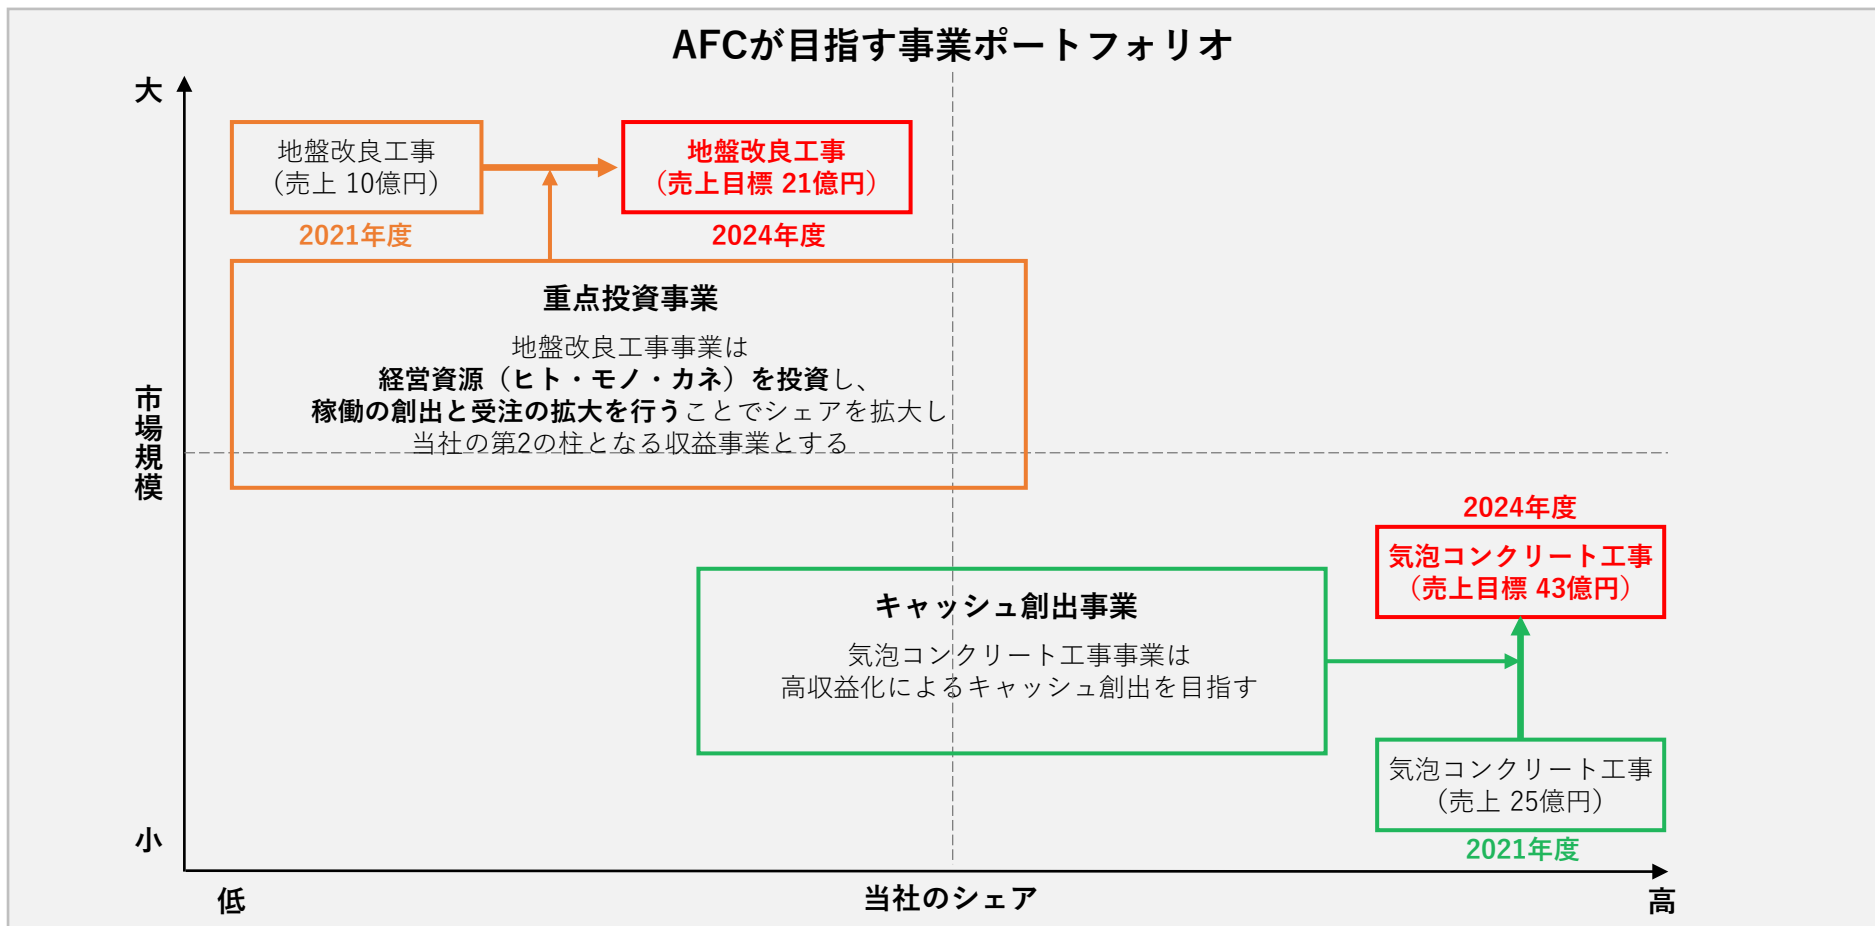 AFCが目指す事業ポートフォリオ
大
地盤改良工事
（売上 10億円）
2021年度
地盤改良工事
（売上目標 21億円）
2024年度
重点投資事業
地盤改良工事事業は
経営資源（ヒト・モノ・カネ）を投資し、
稼働の創出と受注の拡大を行うことでシェアを拡大し
当社の第2の柱となる収益事業とする
市場規模
2024年度
気泡コンクリート工事
（売上目標 43億円）
キャッシュ創出事業
気泡コンクリート工事事業は
高収益化によるキャッシュ創出を目指す
気泡コンクリート工事
（売上 25億円）
2021年度
小
低
当社のシェア
高